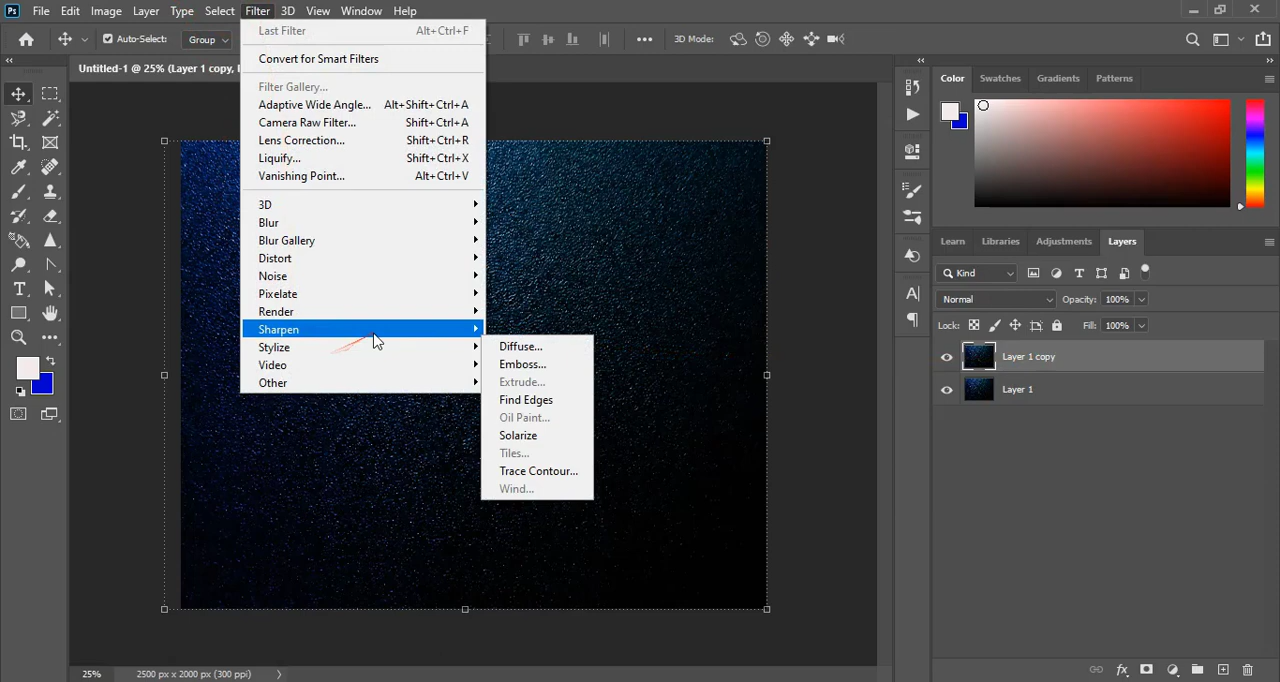 Ps File Edit Image Layer Type Select Filter 3D View Window Help
Auto-Select: Group 3D Mode:
Untitled-1 @ 25% (Layer 1 copy,
Last Filter Alt+Ctrl+F
Convert for Smart Filters
Filter Gallery...
Adaptive Wide Angle... Alt+Shift+Ctrl+A
Camera Raw Filter... Shift+Ctrl+A
Lens Correction... Shift+Ctrl+R
Liquify... Shift+Ctrl+X
Vanishing Point... Alt+Ctrl+V
3D
Blur
Blur Gallery
Distort
Noise
Pixelate
Render
Sharpen
Stylize
Video
Other
Diffuse...
Emboss...
Extrude...
Find Edges
Oil Paint...
Solarize
Tiles...
Trace Contour...
Wind...
Color Swatches Gradients Patterns
Learn Libraries Adjustments Layers
Kind
Normal Opacity: 100%
Lock: Fill: 100%
Layer 1 copy
Layer 1
25% 2500 px x 2000 px (300 ppi)